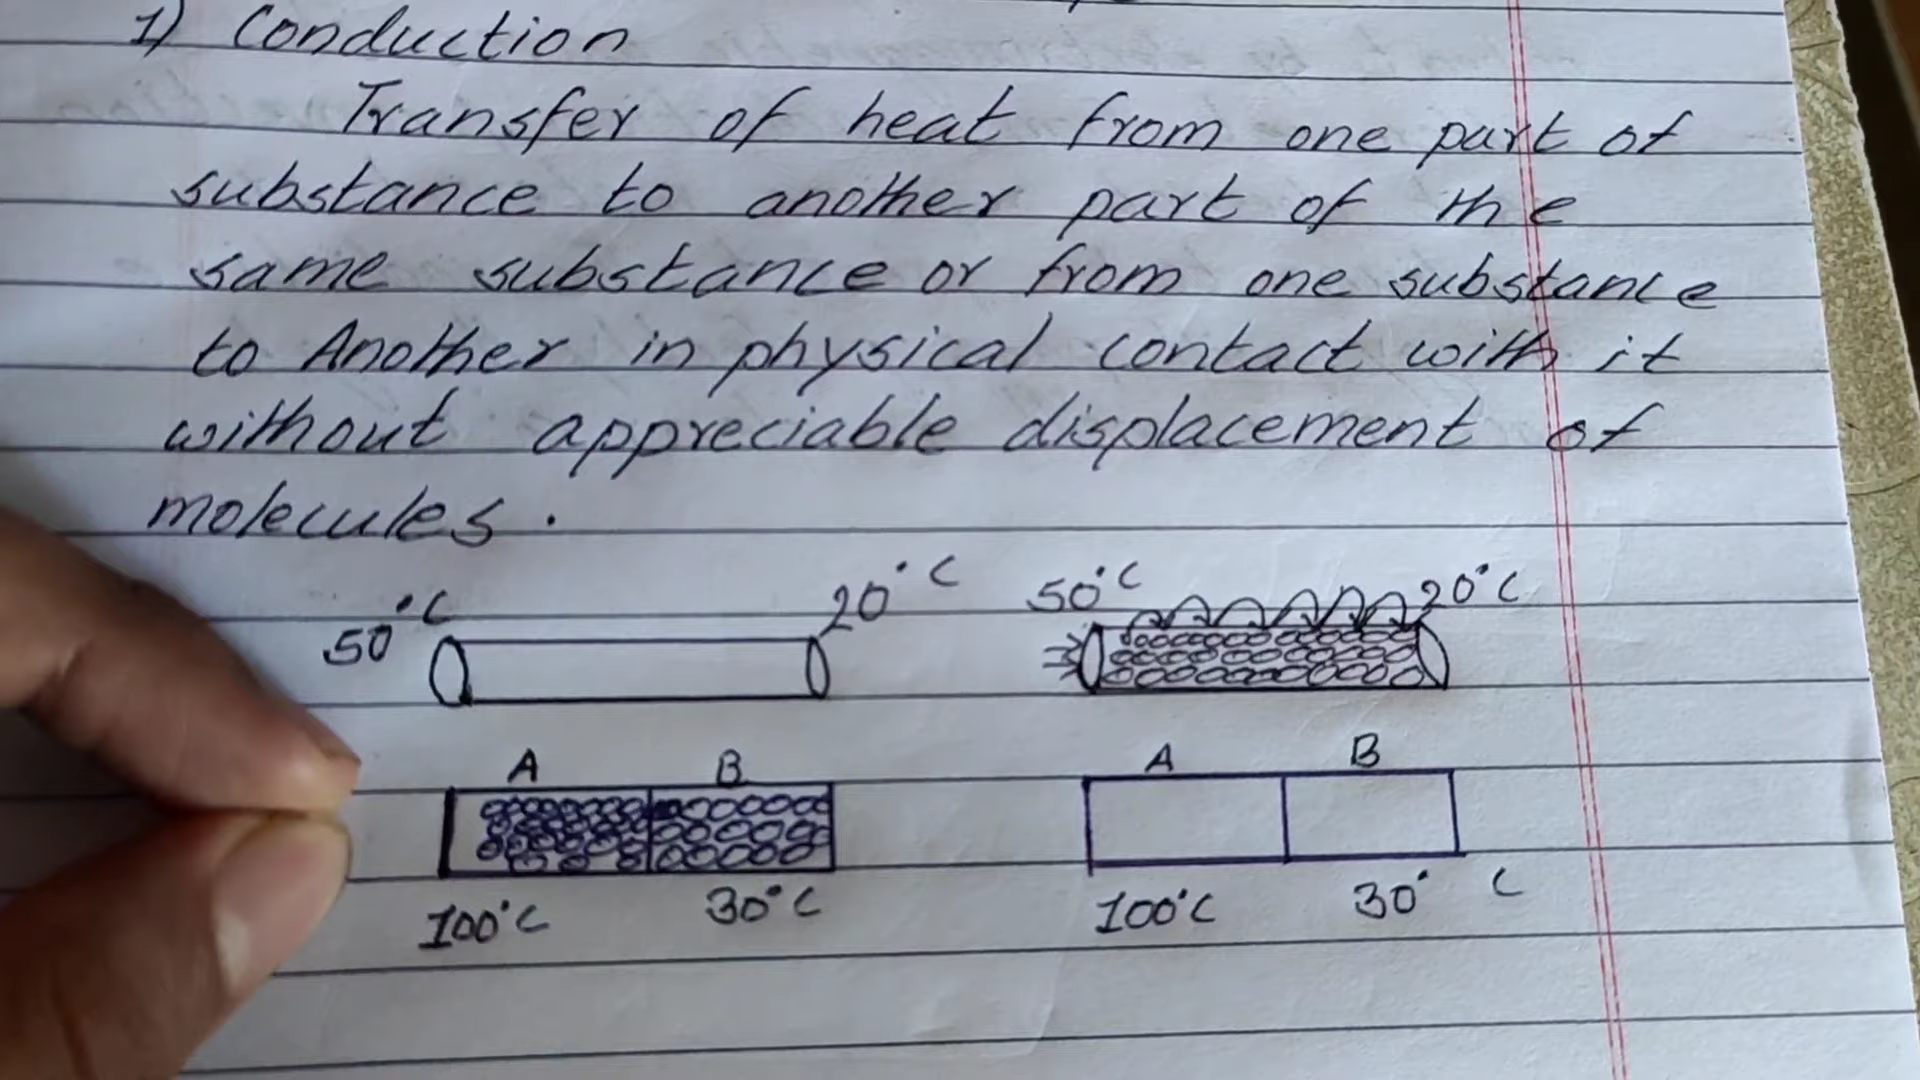 1) Conduction
Transfer of heat from one part of
substance to another part of the
same substance or from one substance
to Another in physical contact with it
without appreciable displacement of
molecules.
50°C 20°C 50°C 20°C
A B A B
100°C 30°C 100°C 30° C